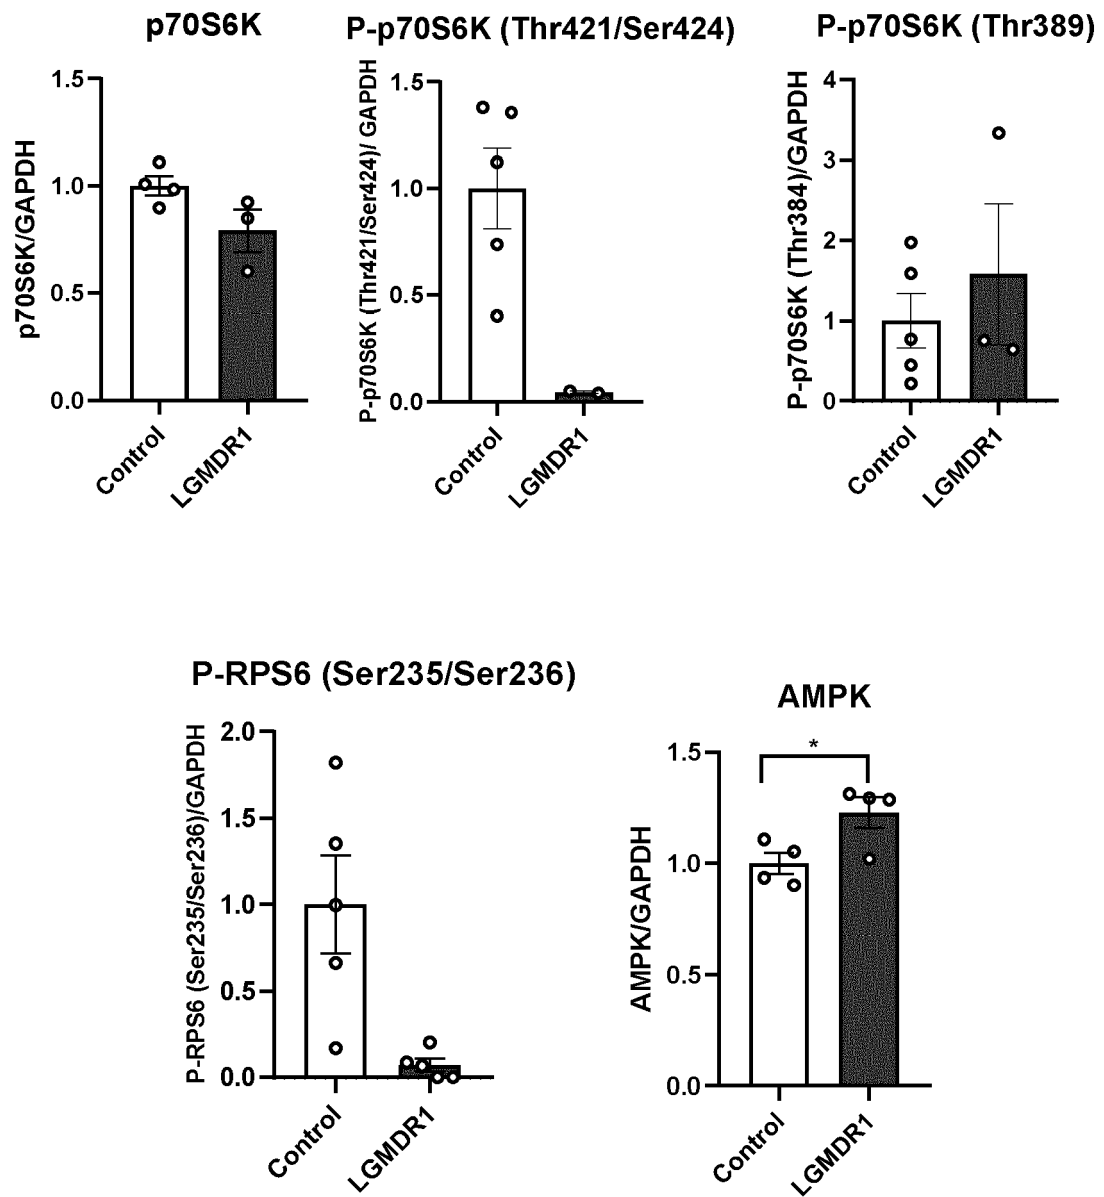 p70S6K
p70S6K/GAPDH
1.5
1.0
0.5
0.0
Control
LGMDR1
P-p70S6K (Thr421/Ser424)
P-p70S6K (Thr421/Ser424)/ GAPDH
1.5
1.0
0.5
0.0
Control
LGMDR1
P-p70S6K (Thr389)
P-p70S6K (Thr384)/GAPDH
4
3
2
1
0
Control
LGMDR1
P-RPS6 (Ser235/Ser236)
P-RPS6 (Ser235/Ser236)/GAPDH
2.0
1.5
1.0
0.5
0.0
Control
LGMDR1
AMPK
AMPK/GAPDH
*
1.5
1.0
0.5
0.0
Control
LGMDR1